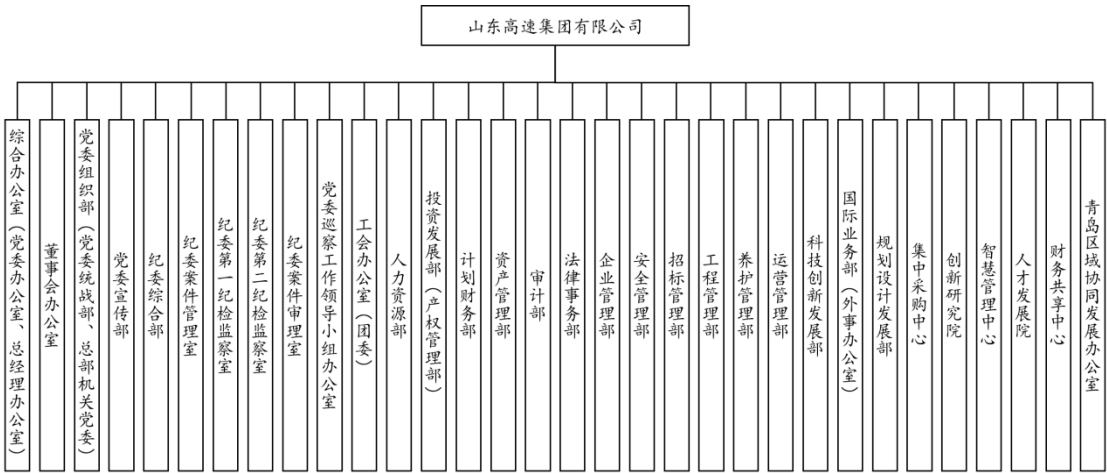 山东高速集团有限公司
综合办公室（党委办公室、总经理办公室）
董事会办公室
党委组织部（党委统战部、总部机关党委）
党委宣传部
纪委综合部
纪委案件管理室
纪委第一纪检监察室
纪委第二纪检监察室
纪委案件审理室
党委巡察工作领导小组办公室
工会办公室（团委）
人力资源部
投资发展部（产权管理部）
计划财务部
资产管理部
审计部
法律事务部
企业管理部
安全管理部
招标管理部
工程管理部
养护管理部
运营管理部
科技创新发展部
国际业务部（外事办公室）
规划设计发展部
集中采购中心
创新研究院
智慧管理中心
人才发展院
财务共享中心
青岛区域协同发展办公室